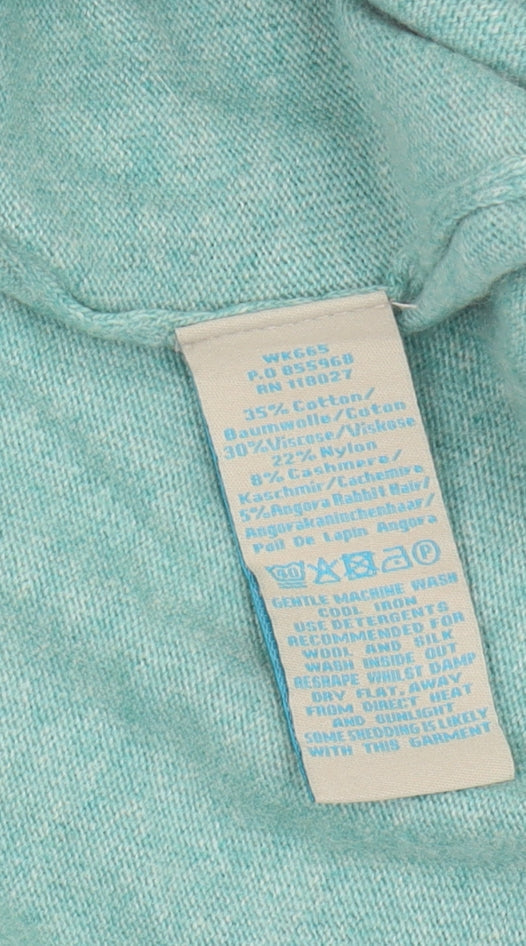 WK665
P.O 855968
RN 118027
35% Cotton/
Baumwolle/Coton
30%Viscose/Viskose
22% Nylon
8% Cashmere/
Kaschmir/Cachemire
5%Angora Rabbit Hair/
Angorakaninchenhaar/
Poil De Lapin Angora
40 P
GENTLE MACHINE WASH
COOL IRON
USE DETERGENTS
RECOMMENDED FOR
WOOL AND SILK
WASH INSIDE OUT
RESHAPE WHILST DAMP
DRY FLAT, AWAY
FROM DIRECT HEAT
AND SUNLIGHT
SOME SHEDDING IS LIKELY
WITH THIS GARMENT